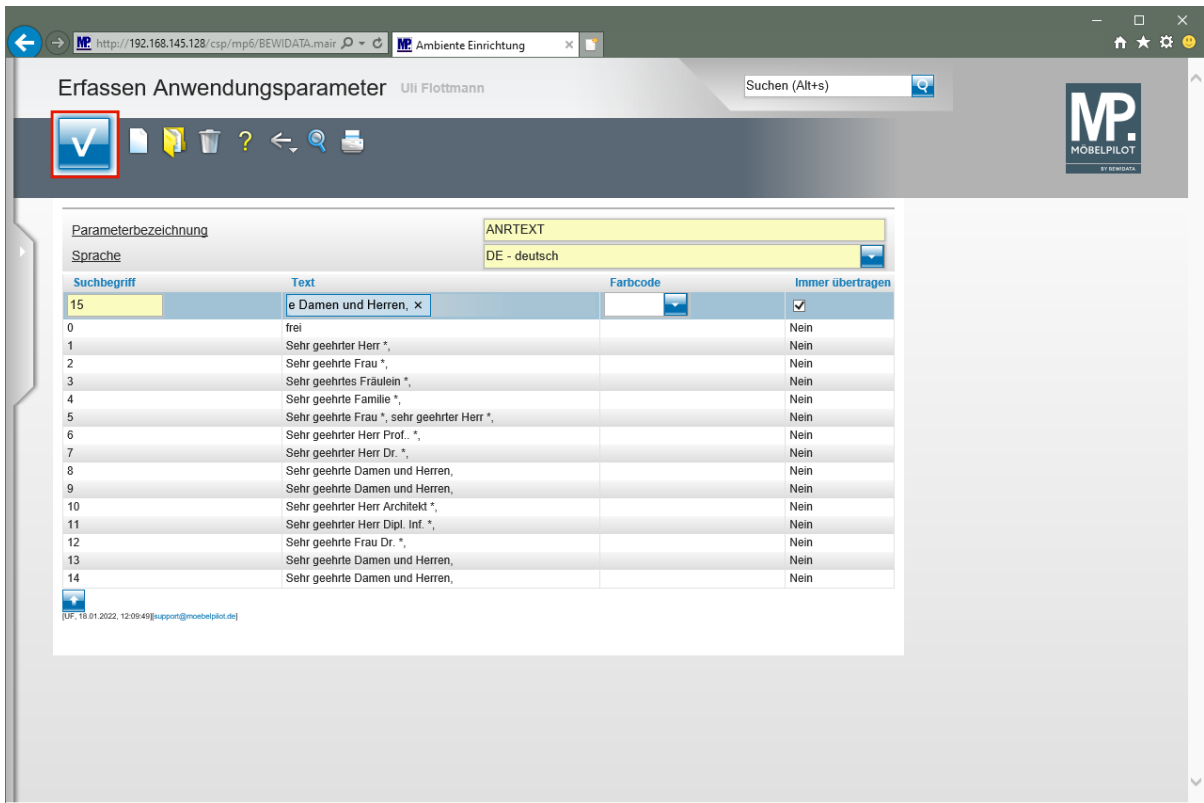 http://192.168.145.128/csp/mp6/BEWIDATA.mair
MP Ambiente Einrichtung
Erfassen Anwendungsparameter Uli Flottmann
Suchen (Alt+s)
MP.
MÖBELPILOT
BY BEWIDATA
Parameterbezeichnung ANRTEXT
Sprache DE - deutsch
Suchbegriff Text Farbcode Immer übertragen
15 e Damen und Herren,
0 frei Nein
1 Sehr geehrter Herr *, Nein
2 Sehr geehrte Frau *, Nein
3 Sehr geehrtes Fräulein *, Nein
4 Sehr geehrte Familie *, Nein
5 Sehr geehrte Frau *, sehr geehrter Herr *, Nein
6 Sehr geehrter Herr Prof.. *, Nein
7 Sehr geehrter Herr Dr. *, Nein
8 Sehr geehrte Damen und Herren, Nein
9 Sehr geehrte Damen und Herren, Nein
10 Sehr geehrter Herr Architekt *, Nein
11 Sehr geehrter Herr Dipl. Inf. *, Nein
12 Sehr geehrte Frau Dr. *, Nein
13 Sehr geehrte Damen und Herren, Nein
14 Sehr geehrte Damen und Herren, Nein
[UF, 18.01.2022, 12:09:49][support@moebelpilot.de]